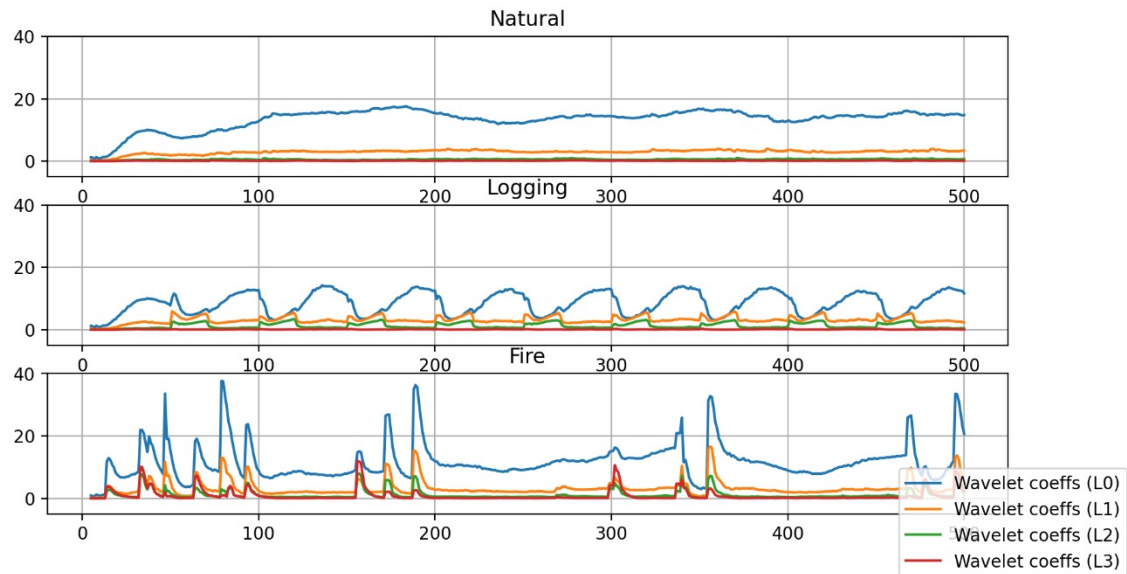 Natural
40
20
0
0 100 200 300 400 500
Logging
40
20
0
0 100 200 300 400 500
Fire
40
20
0
0 100 200 300 400
Wavelet coeffs (L0)
Wavelet coeffs (L1)
Wavelet coeffs (L2)
Wavelet coeffs (L3)